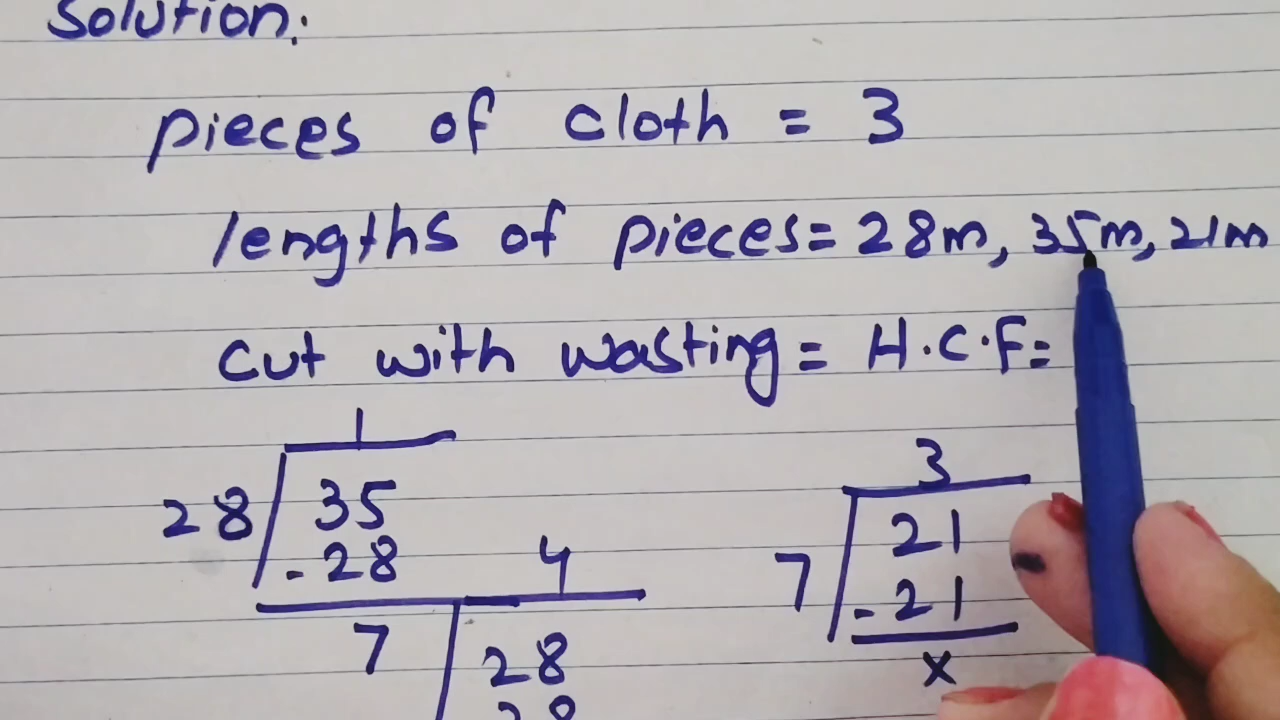 Solution:
pieces of cloth = 3
lengths of pieces = 28m, 35m, 21m
cut with wasting = H.C.F =
1
28 35
- 28
4
7 28
28
3
7 21
- 21
x